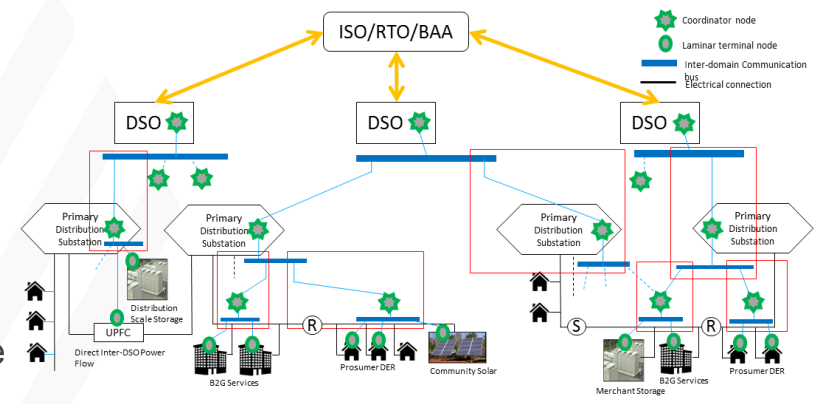 ISO/RTO/BAA
Coordinator node
Laminar terminal node
Inter-domain Communication
bus
Electrical connection
DSO
DSO
DSO
Primary
Distribution
Substation
Primary
Distribution
Substation
Primary
Distribution
Substation
Primary
Distribution
Substation
Distribution
Scale Storage
UPFC
Direct Inter-DSO Power
Flow
R
S
R
B2G Services
Prosumer DER
Community Solar
Merchant Storage
B2G Services
Prosumer DER
e